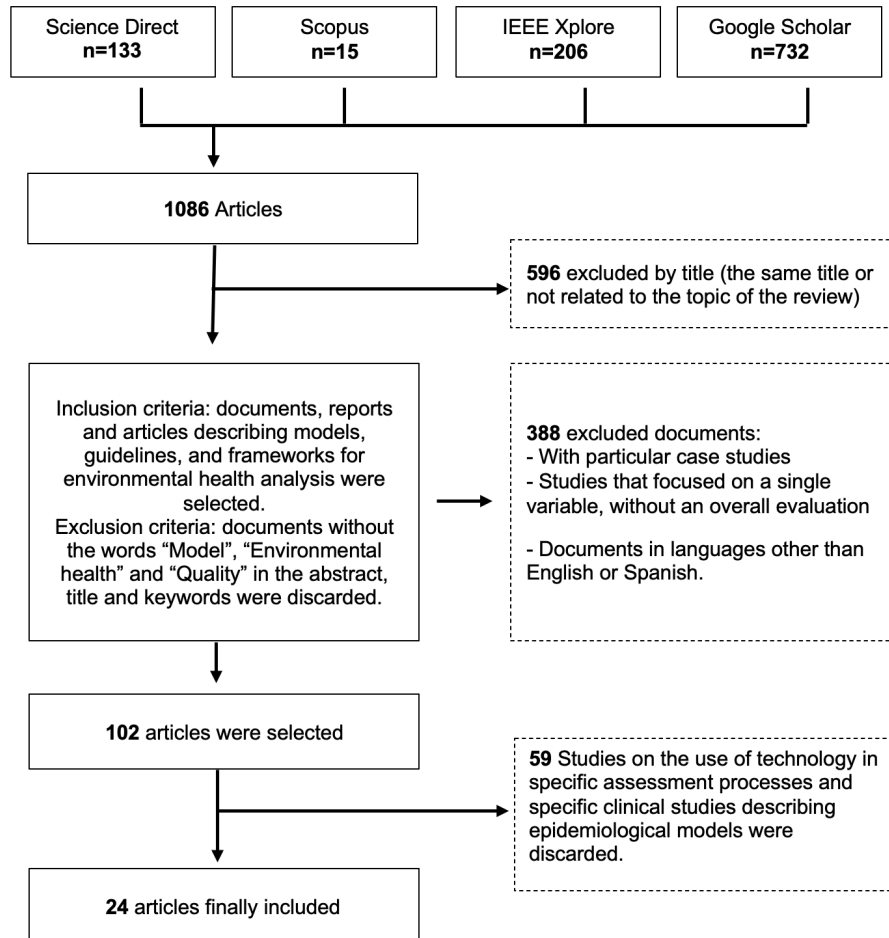 Science Direct
n=133
Scopus
n=15
IEEE Xplore
n=206
Google Scholar
n=732
1086 Articles
596 excluded by title (the same title or
not related to the topic of the review)
Inclusion criteria: documents, reports
and articles describing models,
guidelines, and frameworks for
environmental health analysis were
selected.
Exclusion criteria: documents without
the words “Model”, “Environmental
health” and “Quality” in the abstract,
title and keywords were discarded.
388 excluded documents:
- With particular case studies
- Studies that focused on a single
variable, without an overall evaluation
- Documents in languages other than
English or Spanish.
102 articles were selected
59 Studies on the use of technology in
specific assessment processes and
specific clinical studies describing
epidemiological models were
discarded.
24 articles finally included